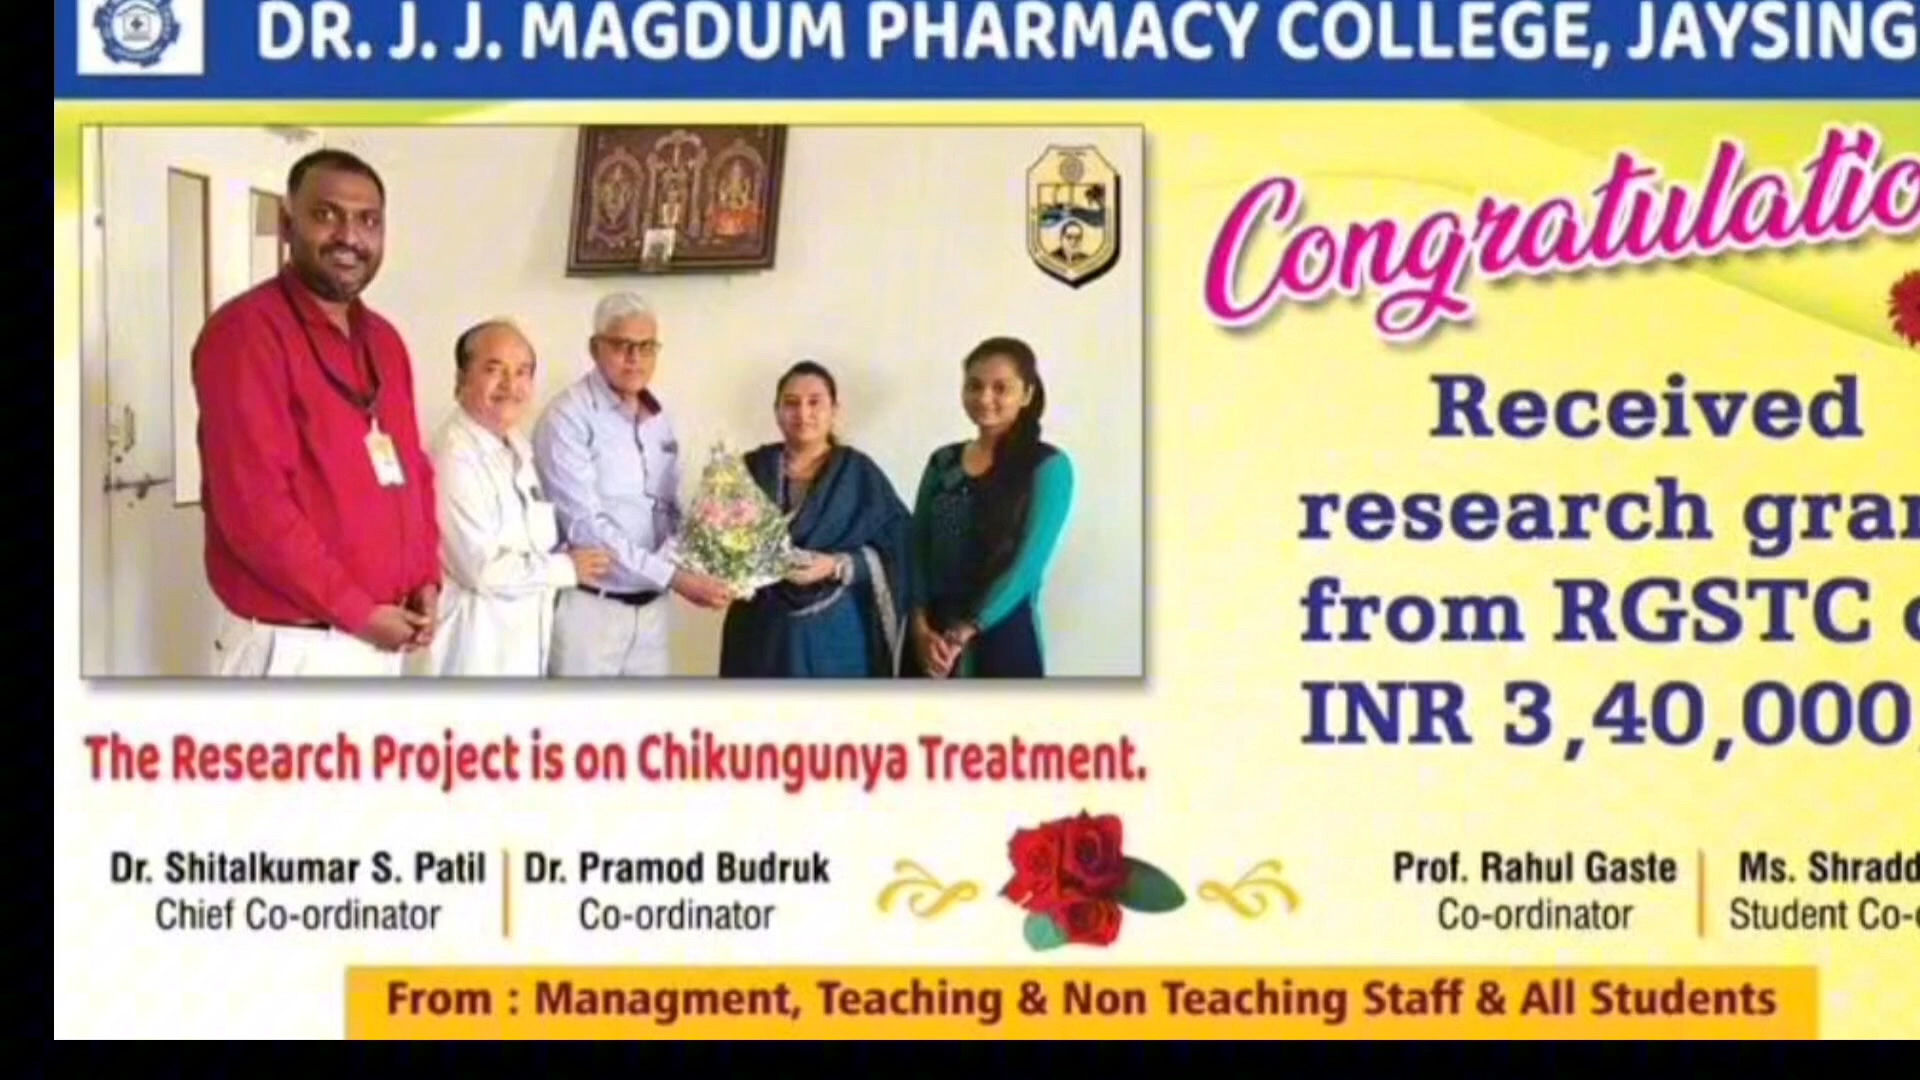 DR. J. J. MAGDUM PHARMACY COLLEGE, JAYSING
Congratulatio
Received
research gran
from RGSTC
INR 3,40,000
The Research Project is on Chikungunya Treatment.
Dr. Shitalkumar S. Patil
Chief Co-ordinator
Dr. Pramod Budruk
Co-ordinator
Prof. Rahul Gaste
Co-ordinator
Ms. Shradd
Student Co-
From : Managment, Teaching & Non Teaching Staff & All Students